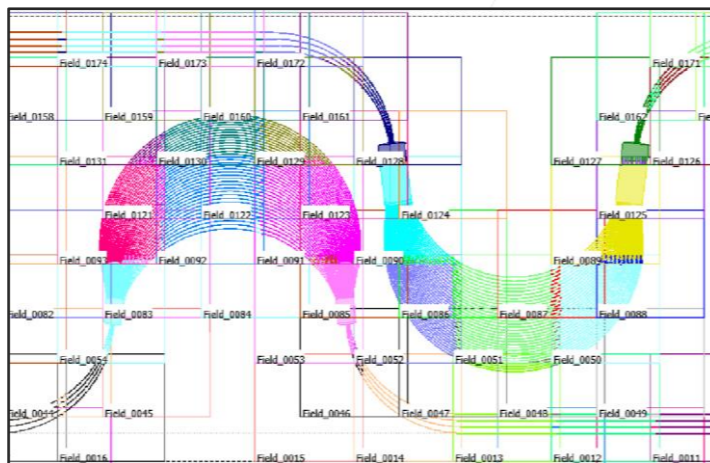 Field_0174 Field_0173 Field_0172 Field_0171
Field_0158 Field_0159 Field_0160 Field_0161 Field_0162
Field_0131 Field_0130 Field_0129 Field_0128 Field_0127 Field_0126
Field_0121 Field_0122 Field_0123 Field_0124 Field_0125
Field_0093 Field_0092 Field_0091 Field_0090 Field_0089
Field_0082 Field_0083 Field_0084 Field_0085 Field_0086 Field_0087 Field_0088
Field_0054 Field_0053 Field_0052 Field_0051 Field_0050
Field_0044 Field_0045 Field_0046 Field_0047 Field_0048 Field_0049
Field_0016 Field_0015 Field_0014 Field_0013 Field_0012 Field_0011